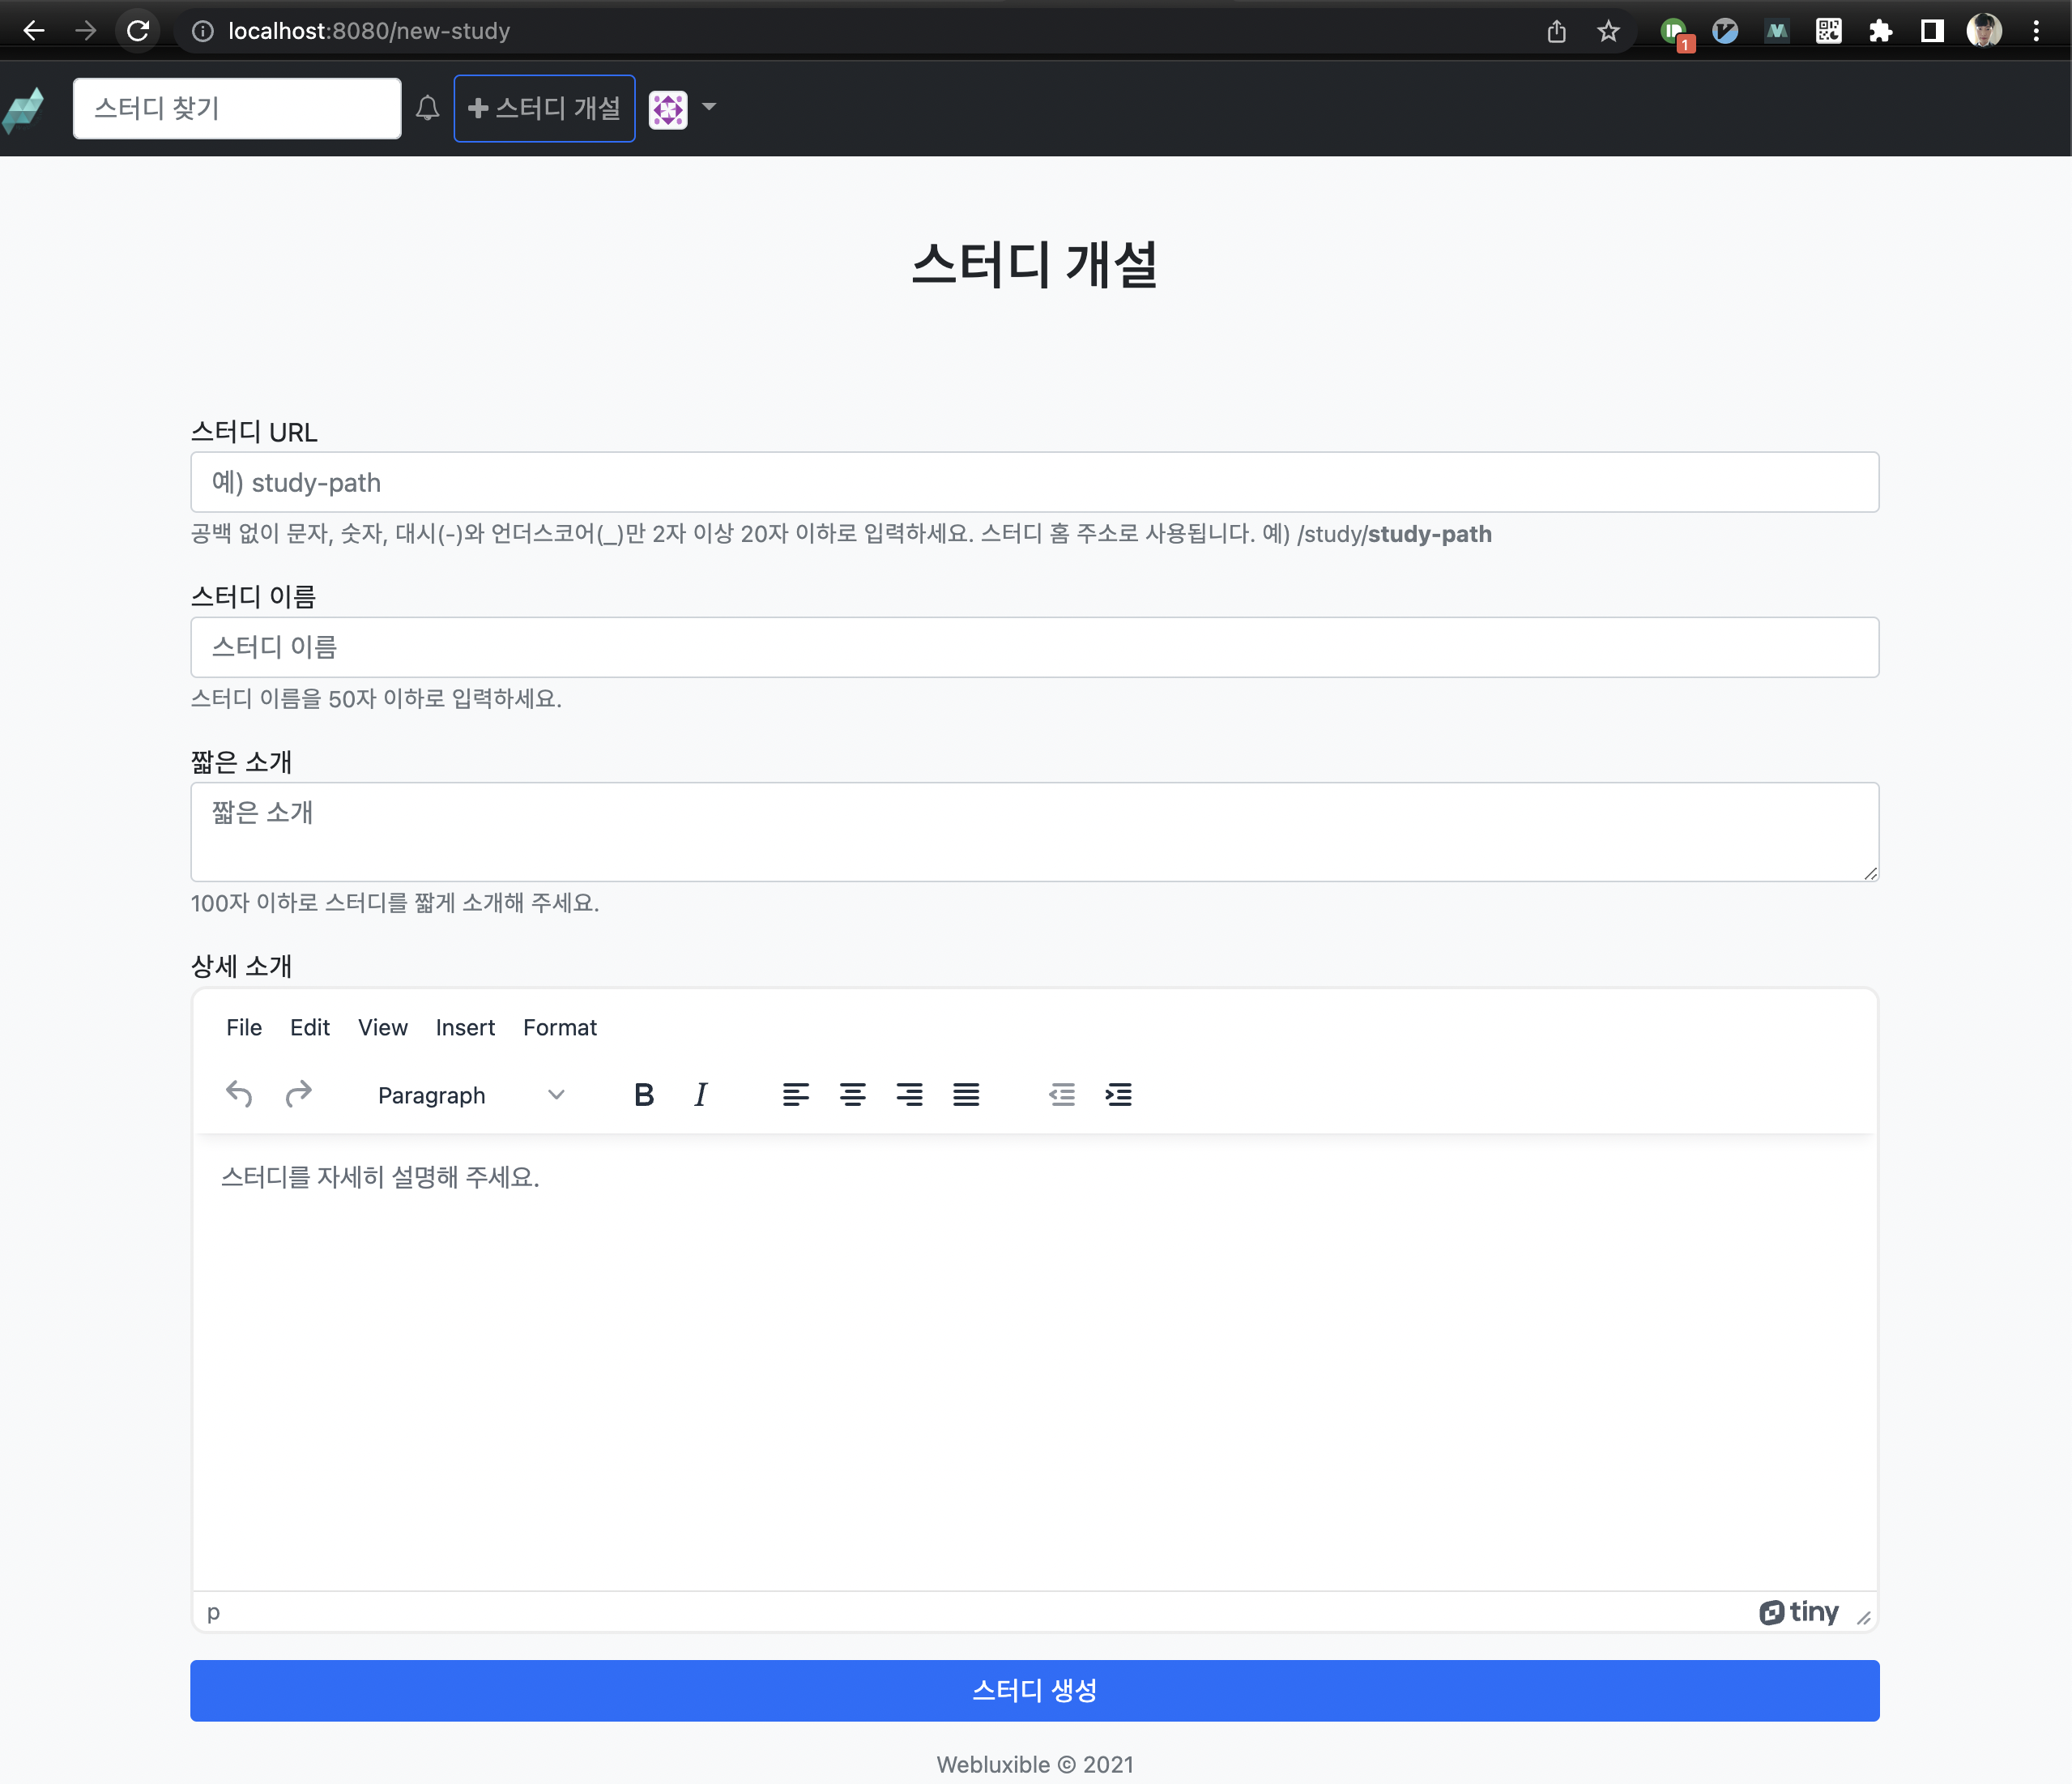 localhost:8080/new-study
1
스터디 찾기
스터디 개설
스터디 개설
스터디 URL
예) study-path
공백 없이 문자, 숫자, 대시(-)와 언더스코어(_)만 2자 이상 20자 이하로 입력하세요. 스터디 홈 주소로 사용됩니다. 예) /study/study-path
스터디 이름
스터디 이름
스터디 이름을 50자 이하로 입력하세요.
짧은 소개
짧은 소개
100자 이하로 스터디를 짧게 소개해 주세요.
상세 소개
File Edit View Insert Format
Paragraph B I
스터디를 자세히 설명해 주세요.
p tiny
스터디 생성
Webluxible © 2021